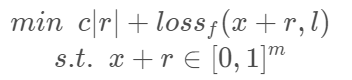 min c|r| + loss_f(x + r, l)
s.t. x + r ∈ [0, 1]^m